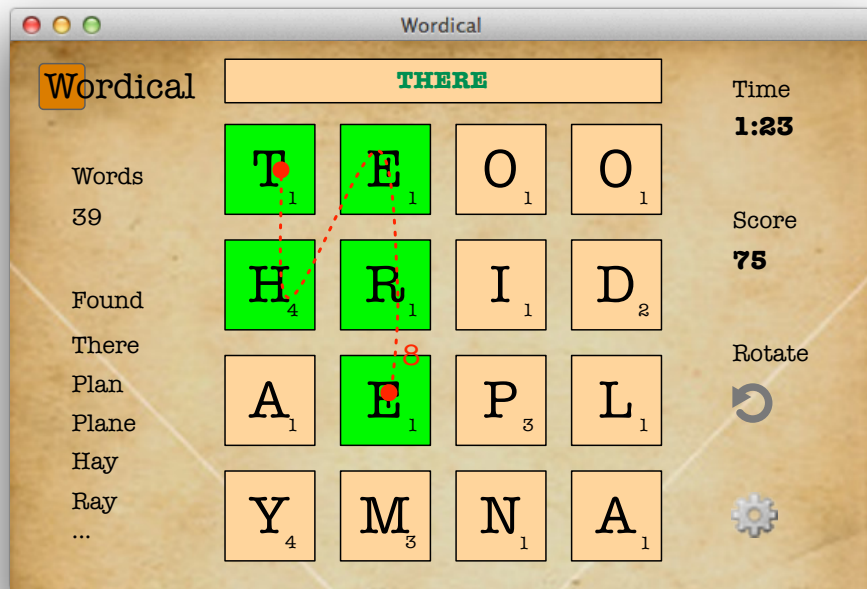 Wordical
Wordical
THERE
Time
1:23
Words
39
Score
75
Found
There
Plan
Plane
Hay
Ray
...
Rotate
T 1 E 1 O 1 O 1
H 4 R 1 I 1 D 2
8
A 1 E 1 P 3 L 1
Y 4 M 3 N 1 A 1